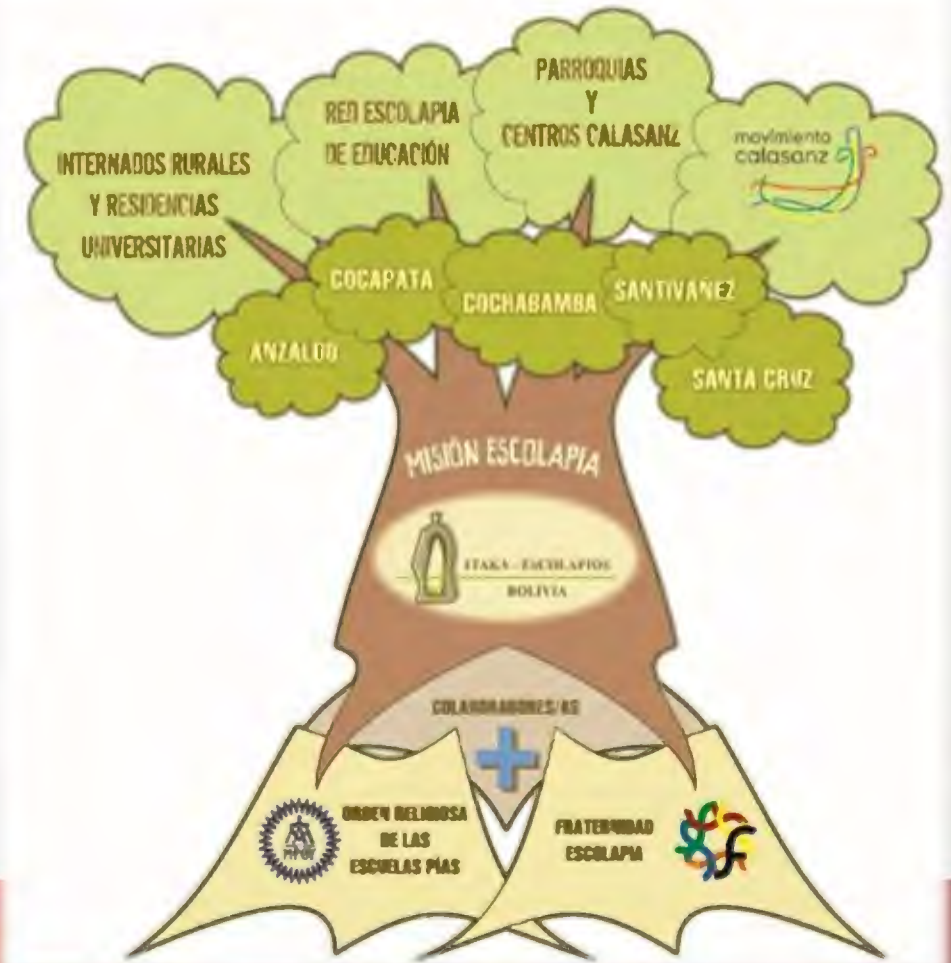 INTERNADOS RURALES
Y RESIDENCIAS
UNIVERSITARIAS
RED ESCOLAPIA
DE EDUCACIÓN
PARROQUIAS
Y
CENTROS CALASANZ
movimiento
calasanz
ANZALDO
COCAPATA
COCHABAMBA
SANTIVAÑEZ
SANTA CRUZ
MISIÓN ESCOLAPIA
ITAKA - ESCOLAPIOS
BOLIVIA
COLABORADORES/AS
ORDEN RELIGIOSA
DE LAS
ESCUELAS PÍAS
FRATERNIDAD
ESCOLAPIA